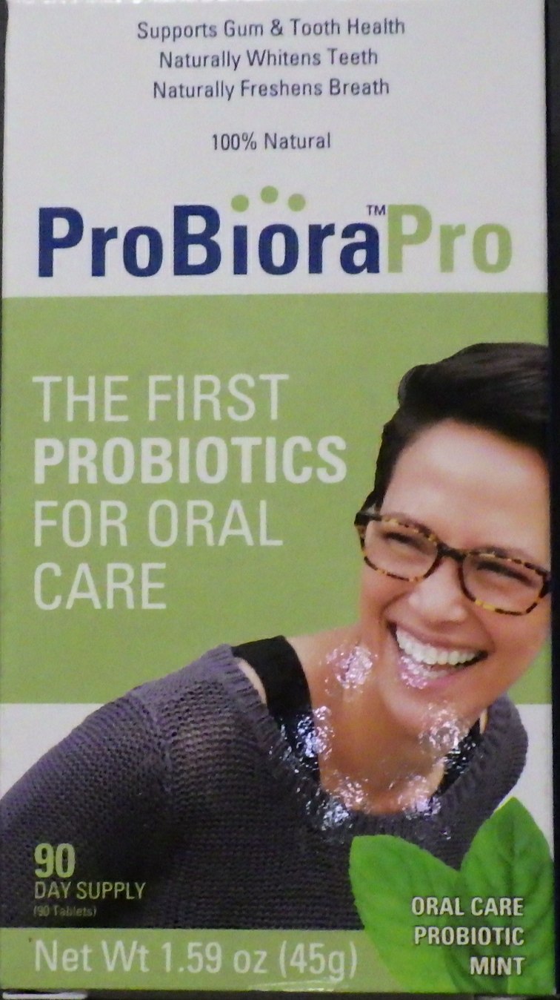 Supports Gum & Tooth Health
Naturally Whitens Teeth
Naturally Freshens Breath
100% Natural
ProBiora™Pro
THE FIRST
PROBIOTICS
FOR ORAL
CARE
90
DAY SUPPLY
(90 Tablets)
ORAL CARE
PROBIOTIC
MINT
Net Wt 1.59 oz (45g)